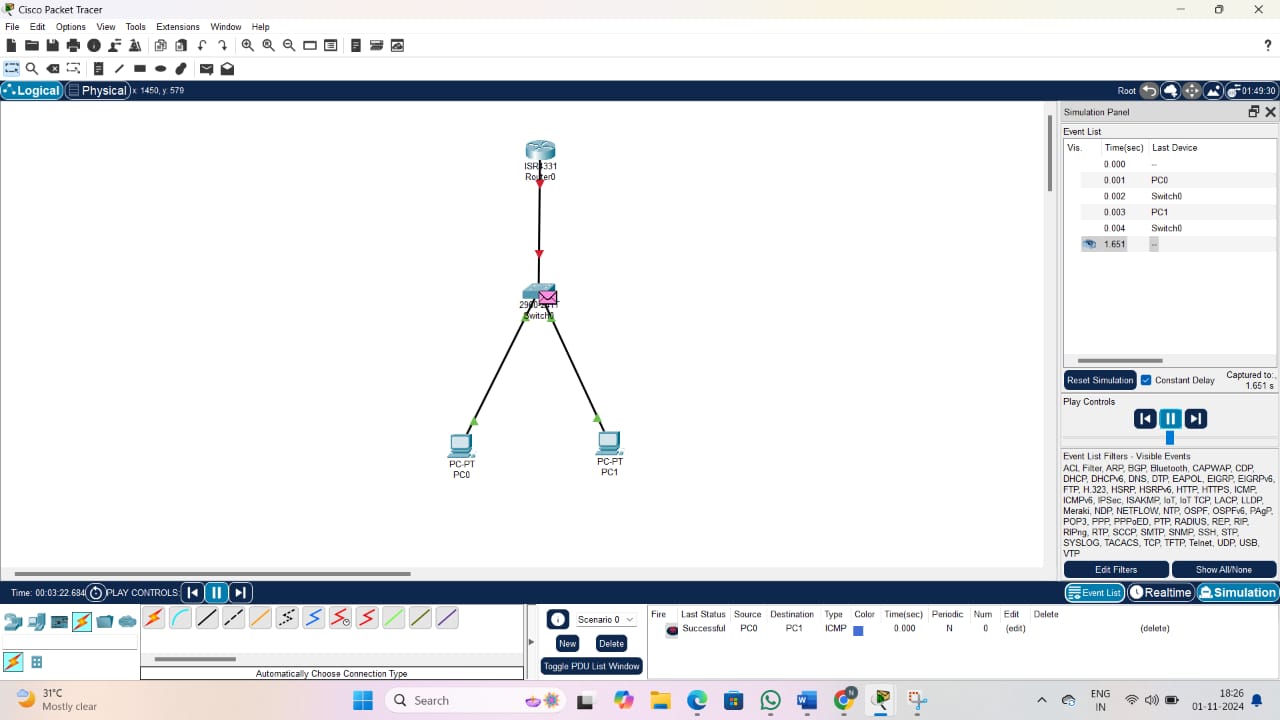 Cisco Packet Tracer
File Edit Options View Tools Extensions Window Help
?
Logical Physical x: 1450, y: 579
Root 01:49:30
ISR4331
Router0
Switch0
PC-PT
PC0
PC-PT
PC1
Simulation Panel
Event List
Vis. Time(sec) Last Device
0.000 --
0.001 PC0
0.002 Switch0
0.003 PC1
0.004 Switch0
1.651 --
Reset Simulation Constant Delay Captured to:
1.651 s
Play Controls
Event List Filters - Visible Events
ACL Filter, ARP, BGP, Bluetooth, CAPWAP, CDP,
DHCP, DHCPv6, DNS, DTP, EAPOL, EIGRP, EIGRPv6,
FTP, H.323, HSRP, HSRPv6, HTTP, HTTPS, ICMP,
ICMPv6, IPSec, ISAKMP, IoT, IoT TCP, LACP, LLDP,
Meraki, NDP, NETFLOW, NTP, OSPF, OSPFv6, PAgP,
POP3, PPP, PPPoED, PTP, RADIUS, REP, RIP,
RIPng, RTP, SCCP, SMTP, SNMP, SSH, STP,
SYSLOG, TACACS, TCP, TFTP, Telnet, UDP, USB,
VTP
Edit Filters Show All/None
Time: 00:03:22.684 PLAY CONTROLS:
Event List Realtime Simulation
Automatically Choose Connection Type
Scenario 0
New Delete
Toggle PDU List Window
Fire Last Status Source Destination Type Color Time(sec) Periodic Num Edit Delete
Successful PC0 PC1 ICMP 0.000 N 0 (edit) (delete)
31°C
Mostly clear
Search
N
ENG
IN
18:26
01-11-2024